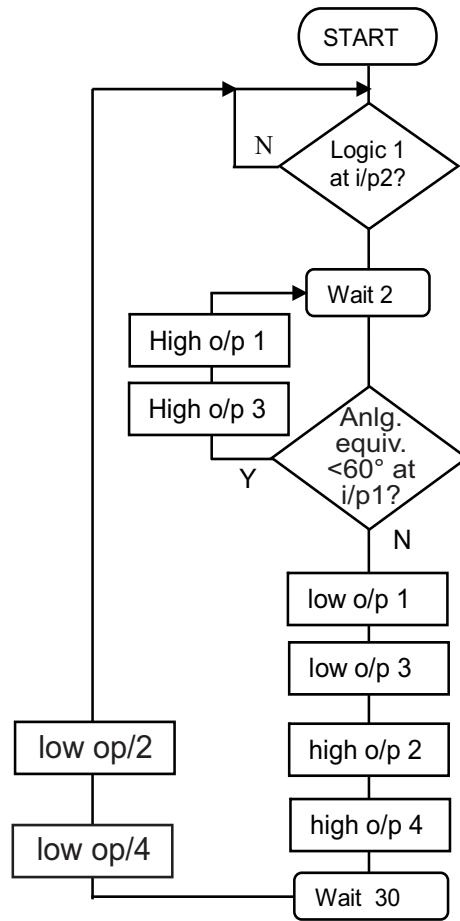 START
N
Logic 1
at i/p2?
Wait 2
High o/p 1
High o/p 3
Anlg.
equiv.
<60° at
i/p1?
Y
N
low o/p 1
low o/p 3
high o/p 2
high o/p 4
Wait 30
low op/4
low op/2